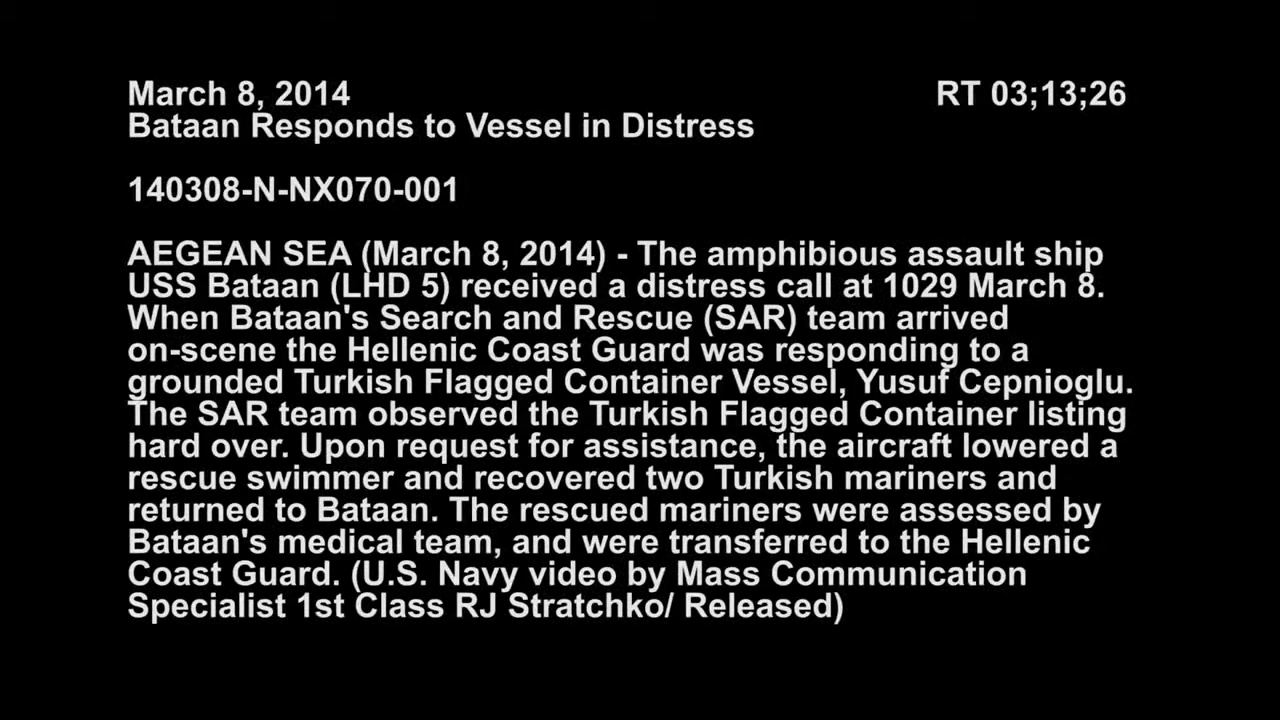 March 8, 2014 RT 03;13;26
Bataan Responds to Vessel in Distress
140308-N-NX070-001
AEGEAN SEA (March 8, 2014) - The amphibious assault ship
USS Bataan (LHD 5) received a distress call at 1029 March 8.
When Bataan's Search and Rescue (SAR) team arrived
on-scene the Hellenic Coast Guard was responding to a
grounded Turkish Flagged Container Vessel, Yusuf Cepnioglu.
The SAR team observed the Turkish Flagged Container listing
hard over. Upon request for assistance, the aircraft lowered a
rescue swimmer and recovered two Turkish mariners and
returned to Bataan. The rescued mariners were assessed by
Bataan's medical team, and were transferred to the Hellenic
Coast Guard. (U.S. Navy video by Mass Communication
Specialist 1st Class RJ Stratchko/ Released)